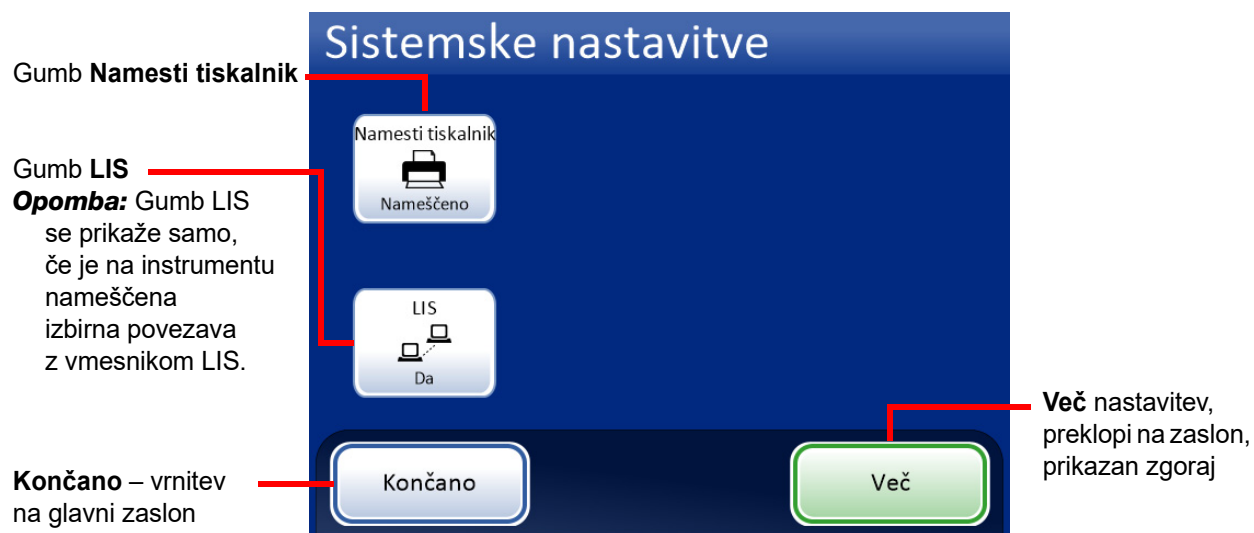 Sistemske nastavitve
Gumb Namesti tiskalnik
Namesti tiskalnik
Nameščeno
Gumb LIS
Opomba: Gumb LIS
se prikaže samo,
če je na instrumentu
nameščena
izbirna povezava
z vmesnikom LIS.
LIS
Da
Več nastavitev,
preklopi na zaslon,
prikazan zgoraj
Končano – vrnitev
na glavni zaslon
Končano
Več